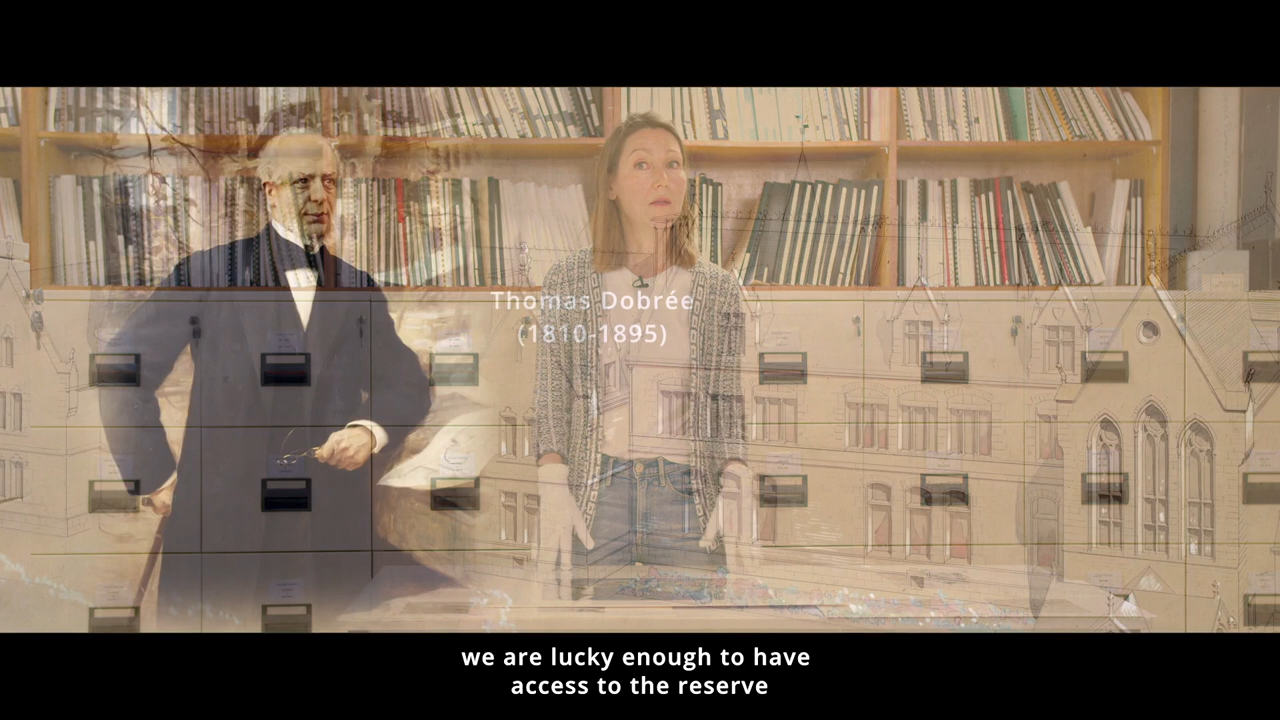 Thomas Dobrée
(1810-1895)
we are lucky enough to have
access to the reserve